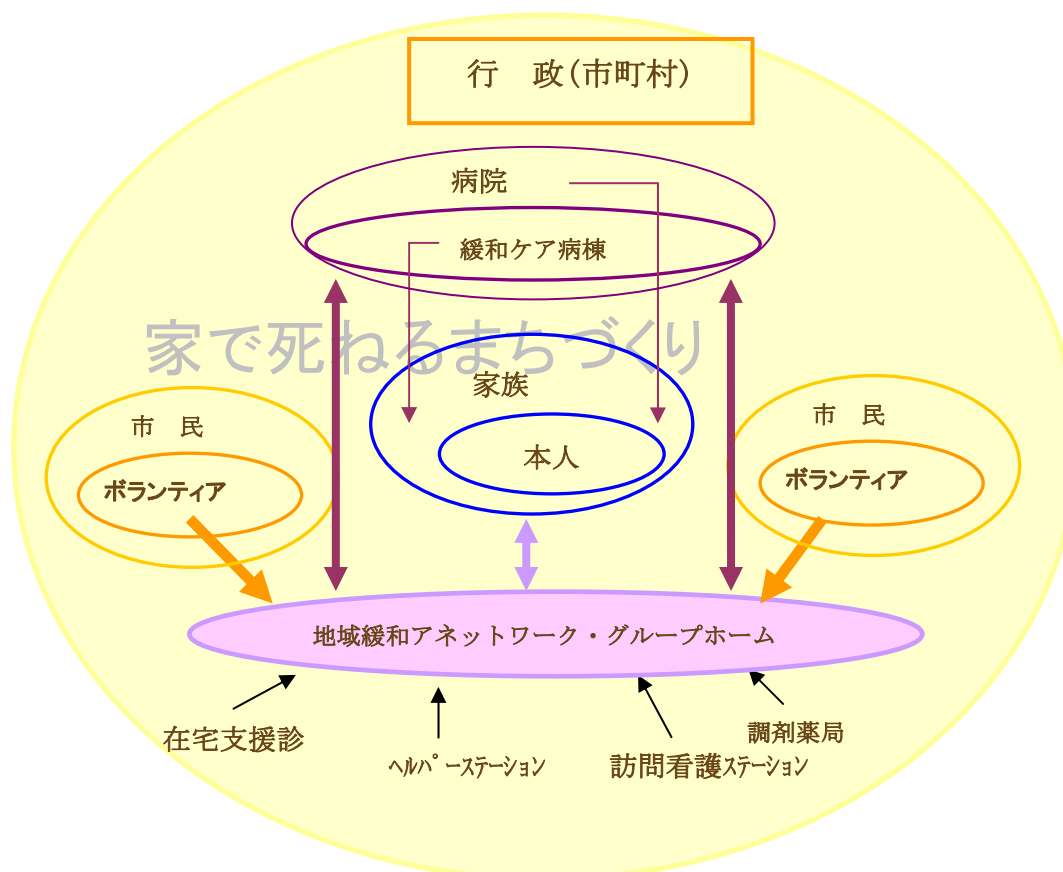 行　政(市町村)
病院
緩和ケア病棟
家で死ねるまちづくり
家族
本人
市　民
ボランティア
市　民
ボランティア
地域緩和アネットワーク・グループホーム
在宅支援診
ﾍﾙﾊﾟｰｽﾃｰｼｮﾝ
訪問看護ｽﾃｰｼｮﾝ
調剤薬局